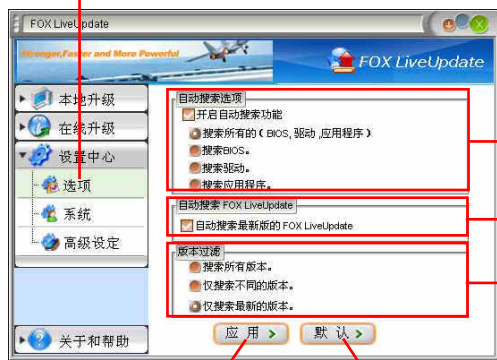 FOX LiveUpdate
Stronger,Faster and More Powerful
FOX LiveUpdate
本地升级
在线升级
设置中心
选项
系统
高级设定
关于和帮助
自动搜索选项
开启自动搜索功能
搜索所有的 ( BIOS, 驱动 ,应用程序 )
搜索BIOS。
搜索驱动。
搜索应用程序。
自动搜索 FOX LiveUpdate
自动搜索最新版的 FOX LiveUpdate
版本过滤
搜索所有版本。
仅搜索不同的版本。
仅搜索最新的版本。
应 用
默 认